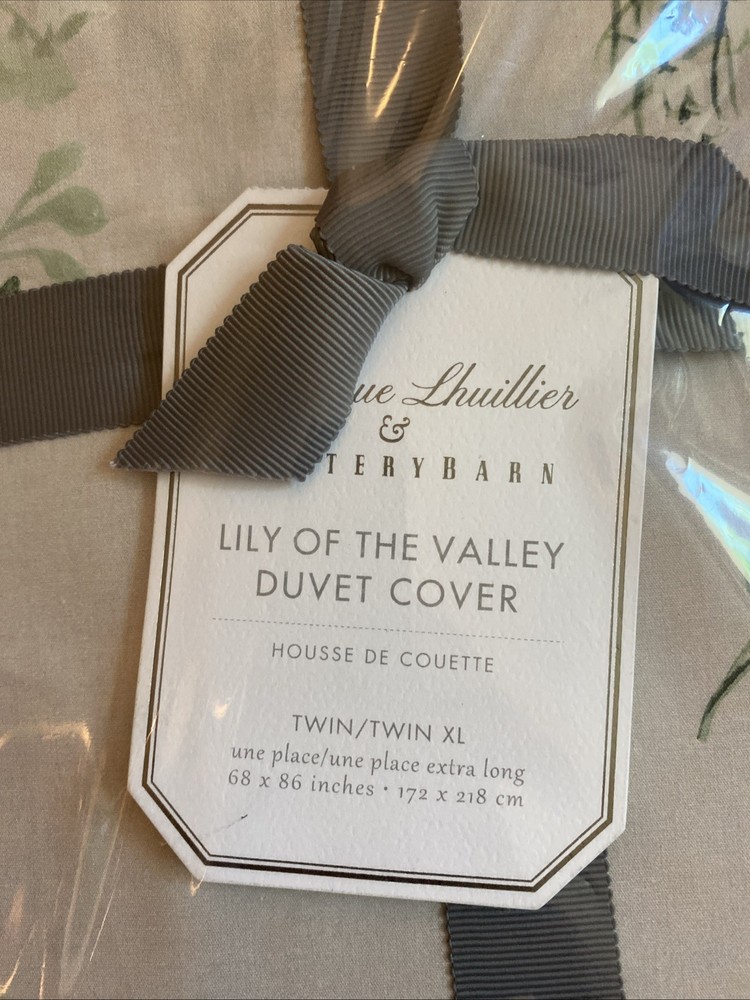 ue Lhuillier
&
TERYBARN
LILY OF THE VALLEY
DUVET COVER
HOUSSE DE COUETTE
TWIN/TWIN XL
une place/une place extra long
68 x 86 inches • 172 x 218 cm